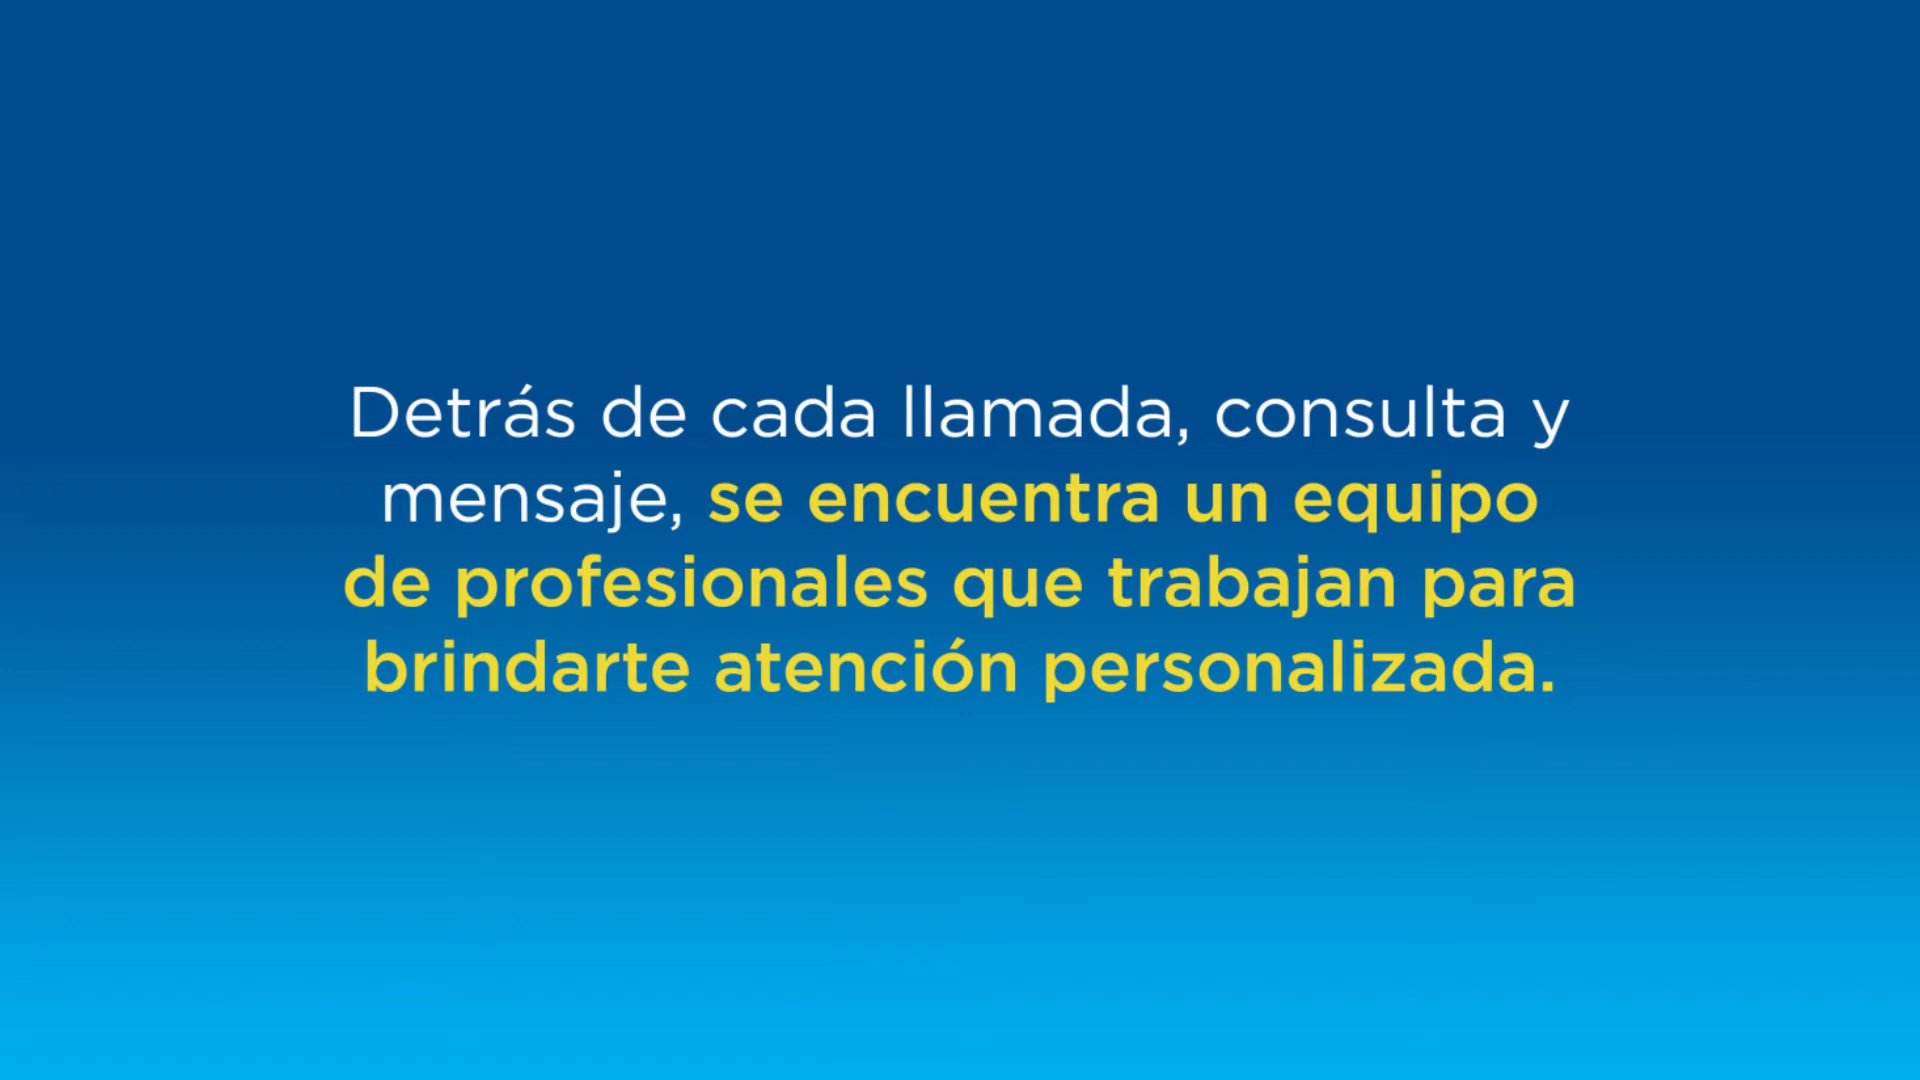 Detrás de cada llamada, consulta y
mensaje, se encuentra un equipo
de profesionales que trabajan para
brindarte atención personalizada.